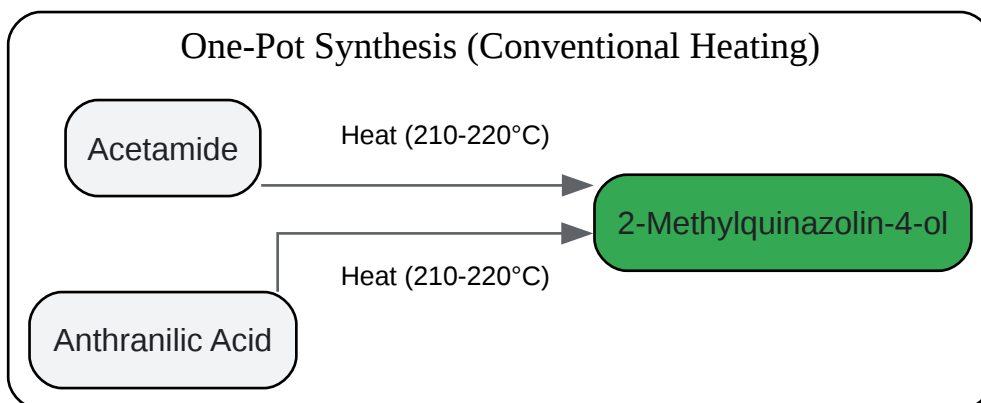 One-Pot Synthesis (Conventional Heating)
Acetamide
Heat (210-220°C)
2-Methylquinazolin-4-ol
Heat (210-220°C)
Anthranilic Acid